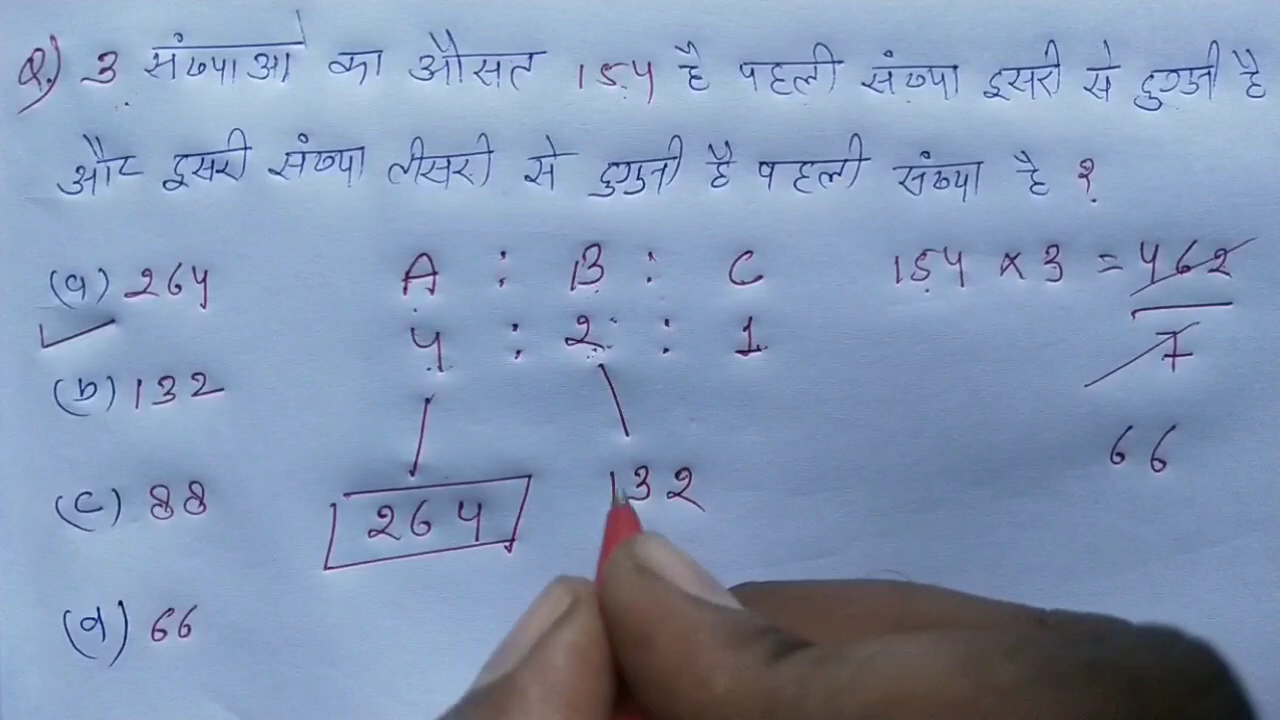 Q.) 3 संख्याओं का औसत 154 है पहली संख्या दूसरी से दुगुनी है
और दूसरी संख्या तीसरी से दुगुनी है पहली संख्या है ?
(a) 264
(b) 132
(c) 88
(d) 66
A : B : C
4 : 2 : 1
264 132
154 × 3 = 462
7
66